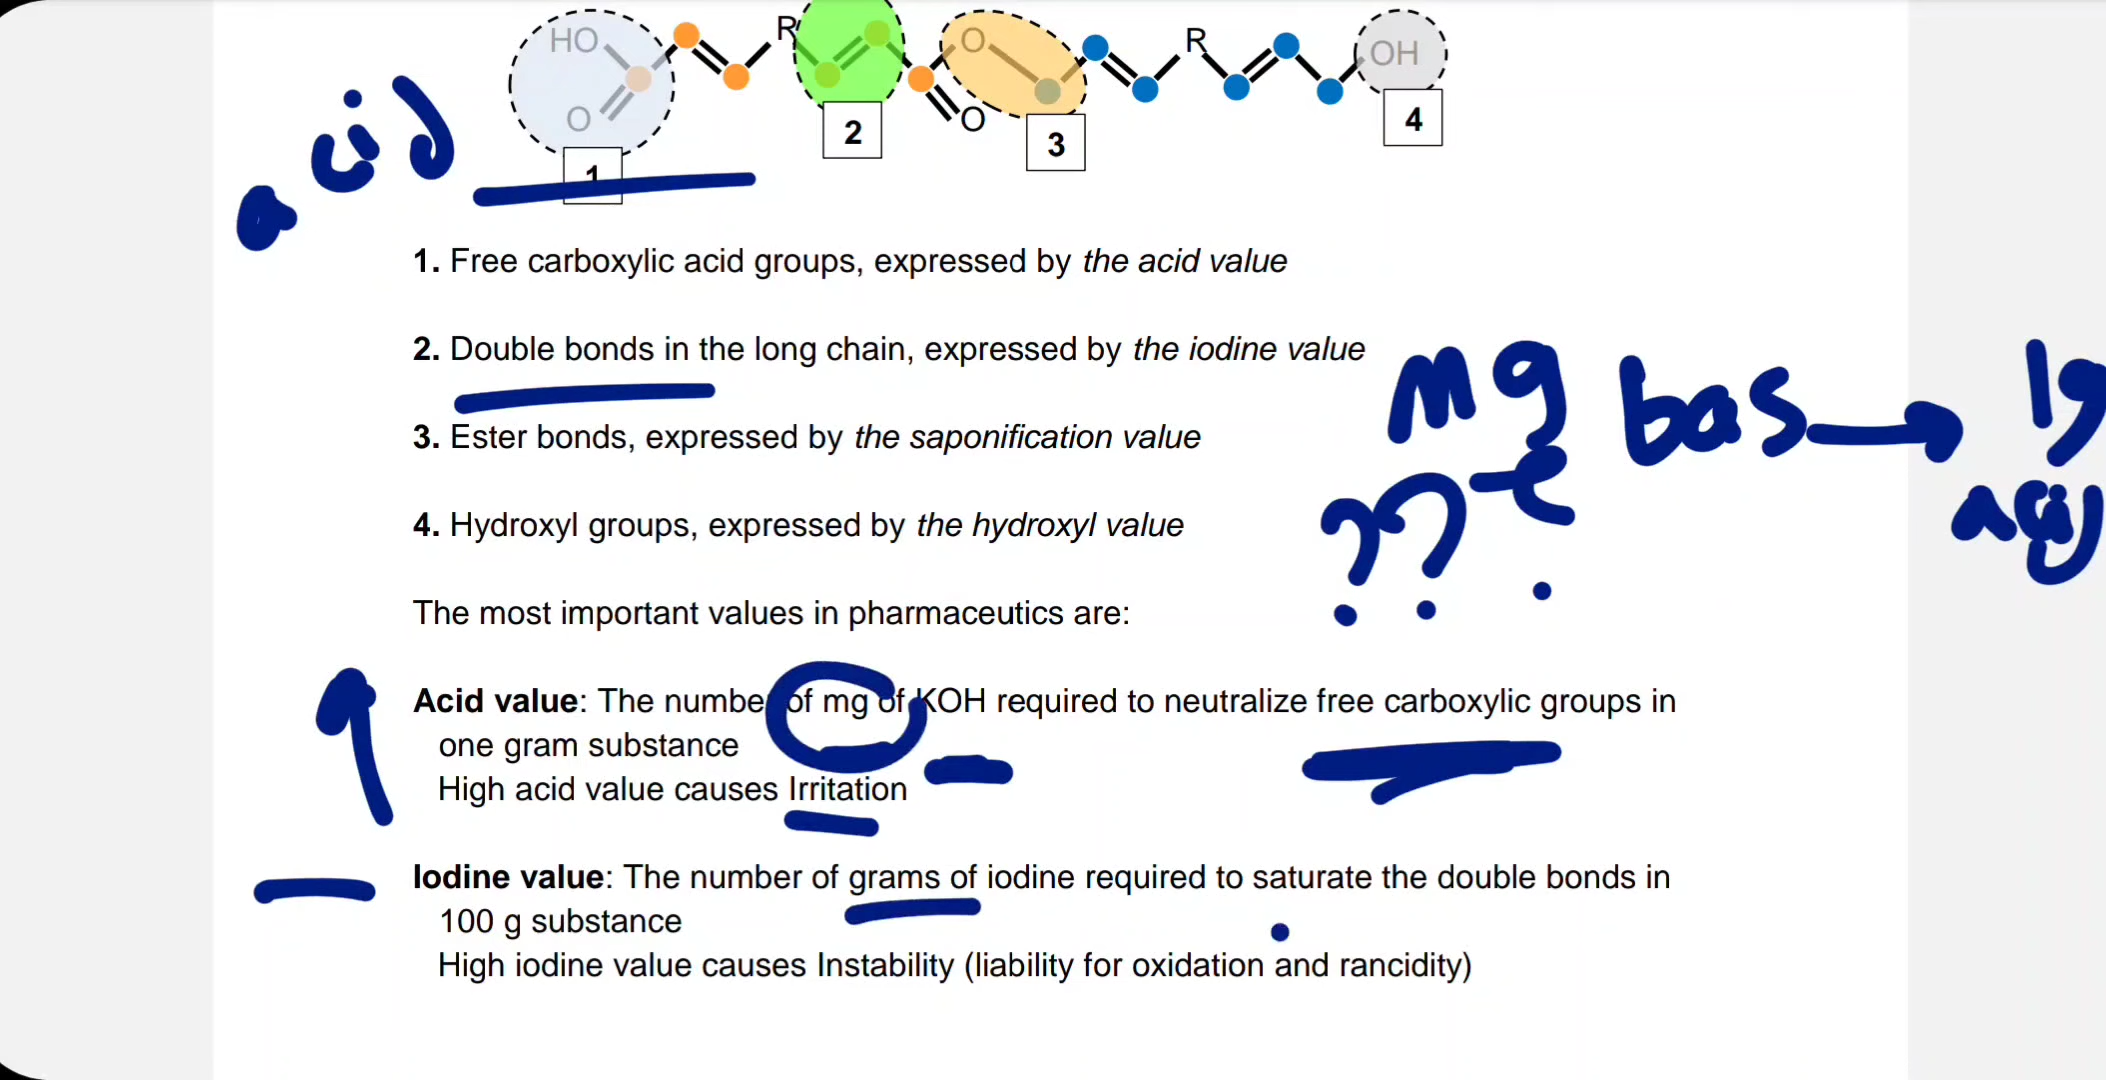 HO R O R OH
O O
1 2 3 4
acid
1. Free carboxylic acid groups, expressed by the acid value
2. Double bonds in the long chain, expressed by the iodine value
3. Ester bonds, expressed by the saponification value
4. Hydroxyl groups, expressed by the hydroxyl value
mg bas 1g
???
The most important values in pharmaceutics are:
Acid value: The number of mg of KOH required to neutralize free carboxylic groups in
one gram substance
High acid value causes Irritation
Iodine value: The number of grams of iodine required to saturate the double bonds in
100 g substance
High iodine value causes Instability (liability for oxidation and rancidity)